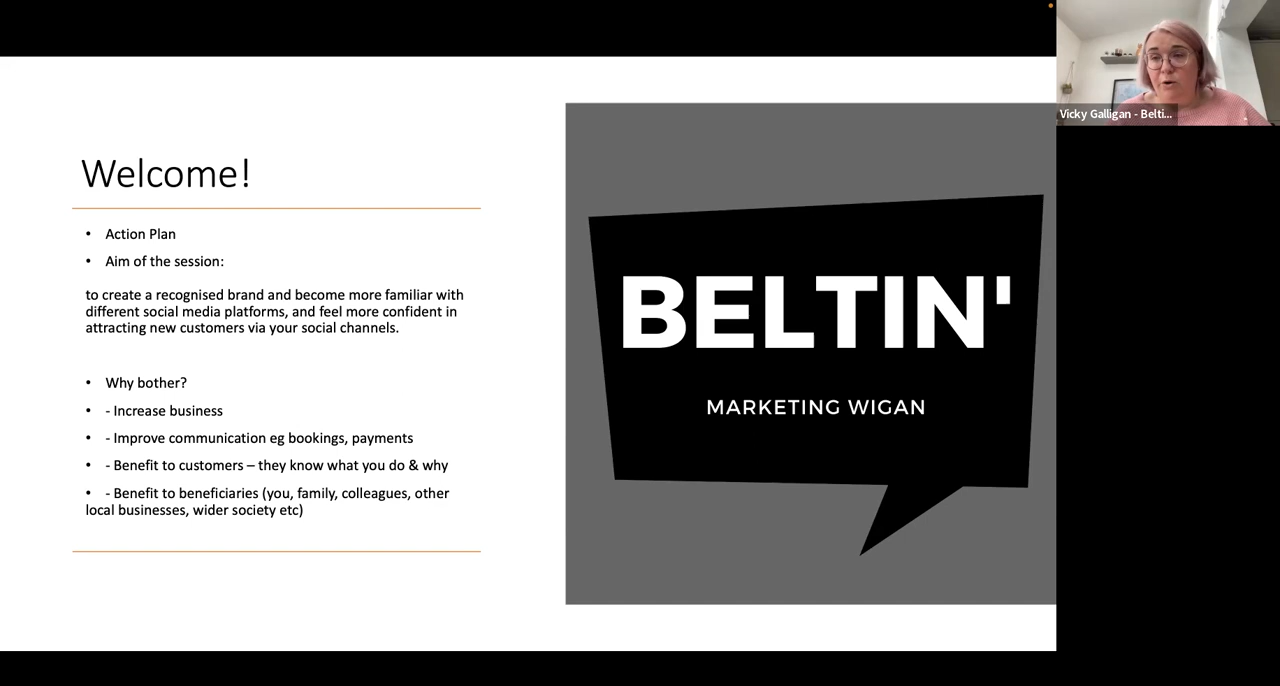 Welcome!
• Action Plan
• Aim of the session:
to create a recognised brand and become more familiar with
different social media platforms, and feel more confident in
attracting new customers via your social channels.
• Why bother?
• - Increase business
• - Improve communication eg bookings, payments
• - Benefit to customers – they know what you do & why
• - Benefit to beneficiaries (you, family, colleagues, other
local businesses, wider society etc)
BELTIN'
MARKETING WIGAN
Vicky Galligan - Belti...